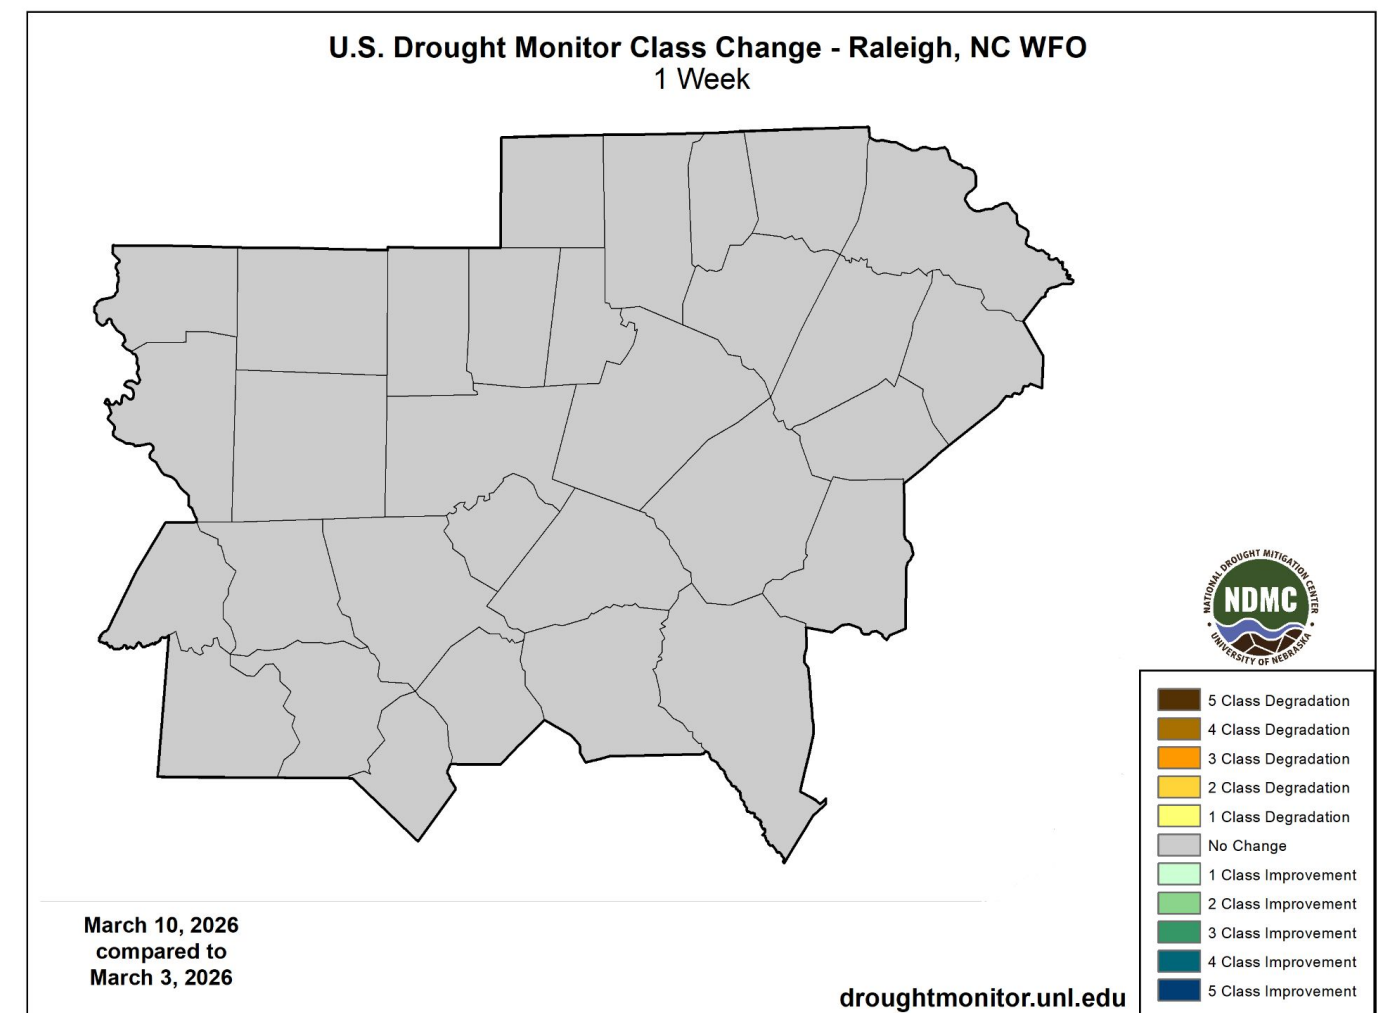 U.S. Drought Monitor Class Change - Raleigh, NC WFO
1 Week
NATIONAL DROUGHT MITIGATION CENTER
NDMC
UNIVERSITY OF NEBRASKA
5 Class Degradation
4 Class Degradation
3 Class Degradation
2 Class Degradation
1 Class Degradation
No Change
1 Class Improvement
2 Class Improvement
3 Class Improvement
4 Class Improvement
5 Class Improvement
March 10, 2026
compared to
March 3, 2026
droughtmonitor.unl.edu